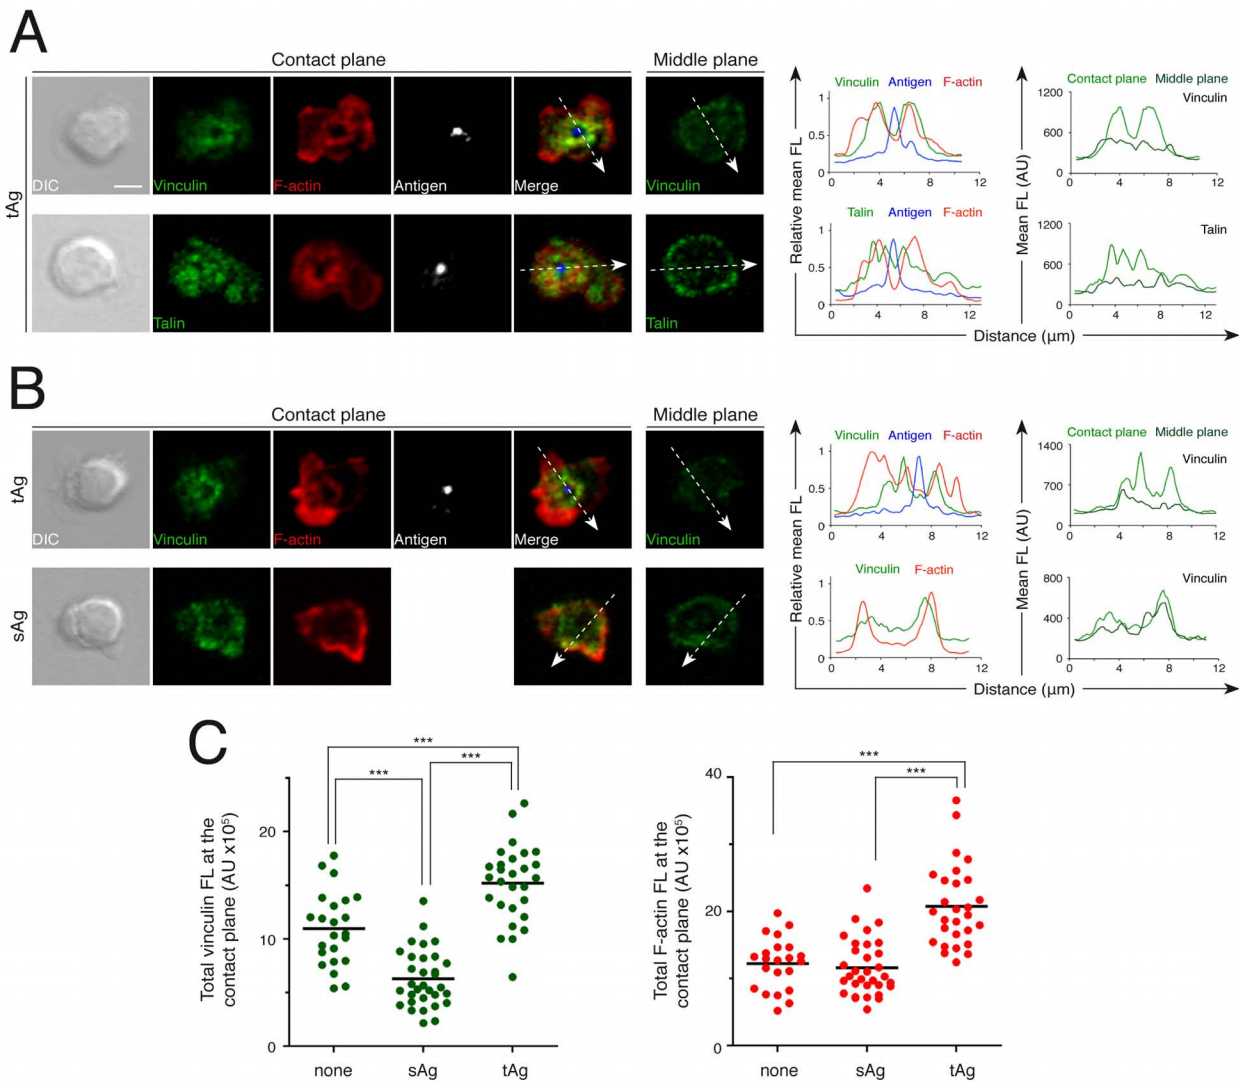 A
Contact plane
Middle plane
tAg
DIC
Vinculin
F-actin
Antigen
Merge
Vinculin
Talin
Talin
Relative mean FL
Vinculin Antigen F-actin
1
0.5
0
0 4 8 12
Talin Antigen F-actin
1
0.5
0
0 4 8 12
Mean FL (AU)
Contact plane Middle plane
Vinculin
1200
600
0
0 4 8 12
Talin
1200
600
0
0 4 8 12
Distance (μm)
B
Contact plane
Middle plane
tAg
DIC
Vinculin
F-actin
Antigen
Merge
Vinculin
sAg
Relative mean FL
Vinculin Antigen F-actin
1
0.5
0
0 4 8 12
Vinculin F-actin
1
0.5
0
0 4 8 12
Mean FL (AU)
Contact plane Middle plane
Vinculin
1400
700
0
0 4 8 12
Vinculin
800
400
0
0 4 8 12
Distance (μm)
C
Total vinculin FL at the
contact plane (AU x10⁵)
***
***
***
20
10
0
none sAg tAg
Total F-actin FL at the
contact plane (AU x10⁵)
***
***
40
20
0
none sAg tAg